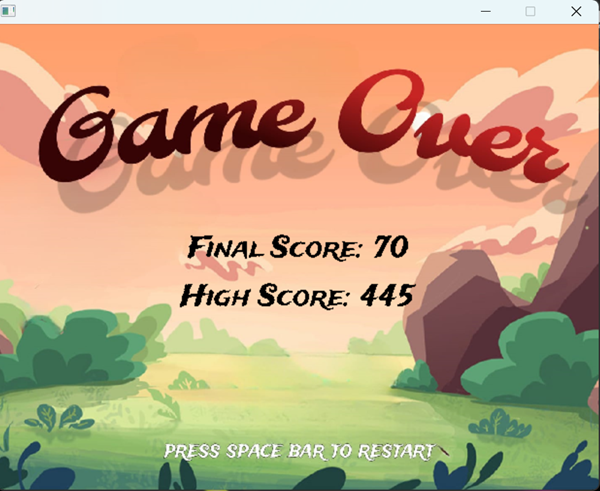 Game Over
Final Score: 70
High Score: 445
PRESS SPACE BAR TO RESTART